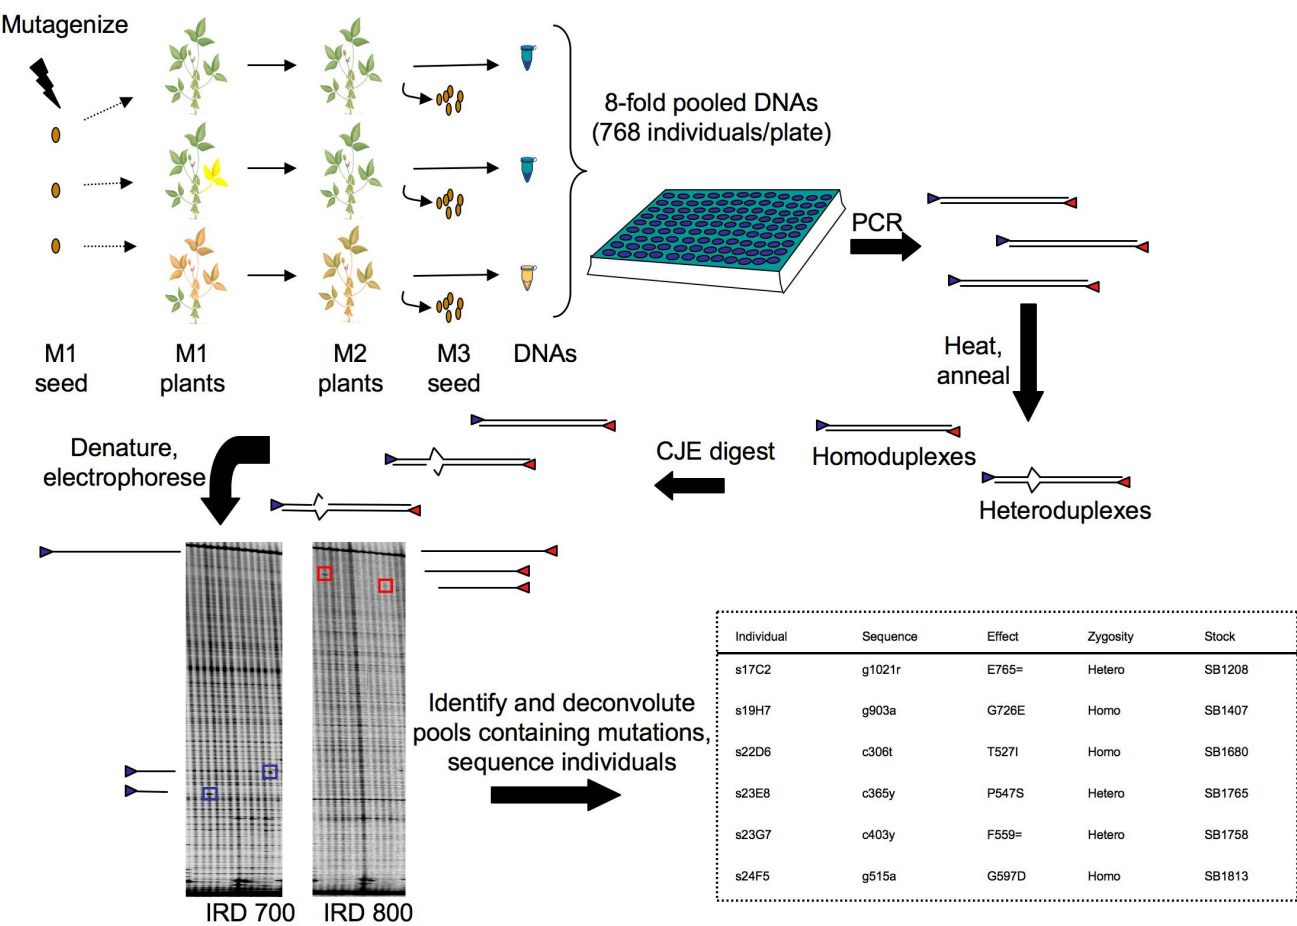 Mutagenize
8-fold pooled DNAs
(768 individuals/plate)
PCR
M1
seed
M1
plants
M2
plants
M3
seed
DNAs
Heat,
anneal
Homoduplexes
Heteroduplexes
CJE digest
Denature,
electrophorese
IRD 700
IRD 800
Identify and deconvolute
pools containing mutations,
sequence individuals
Individual Sequence Effect Zygosity Stock
s17C2 g1021r E765= Hetero SB1208
s19H7 g903a G726E Homo SB1407
s22D6 c306t T527I Homo SB1680
s23E8 c365y P547S Hetero SB1765
s23G7 c403y F559= Hetero SB1758
s24F5 g515a G597D Homo SB1813